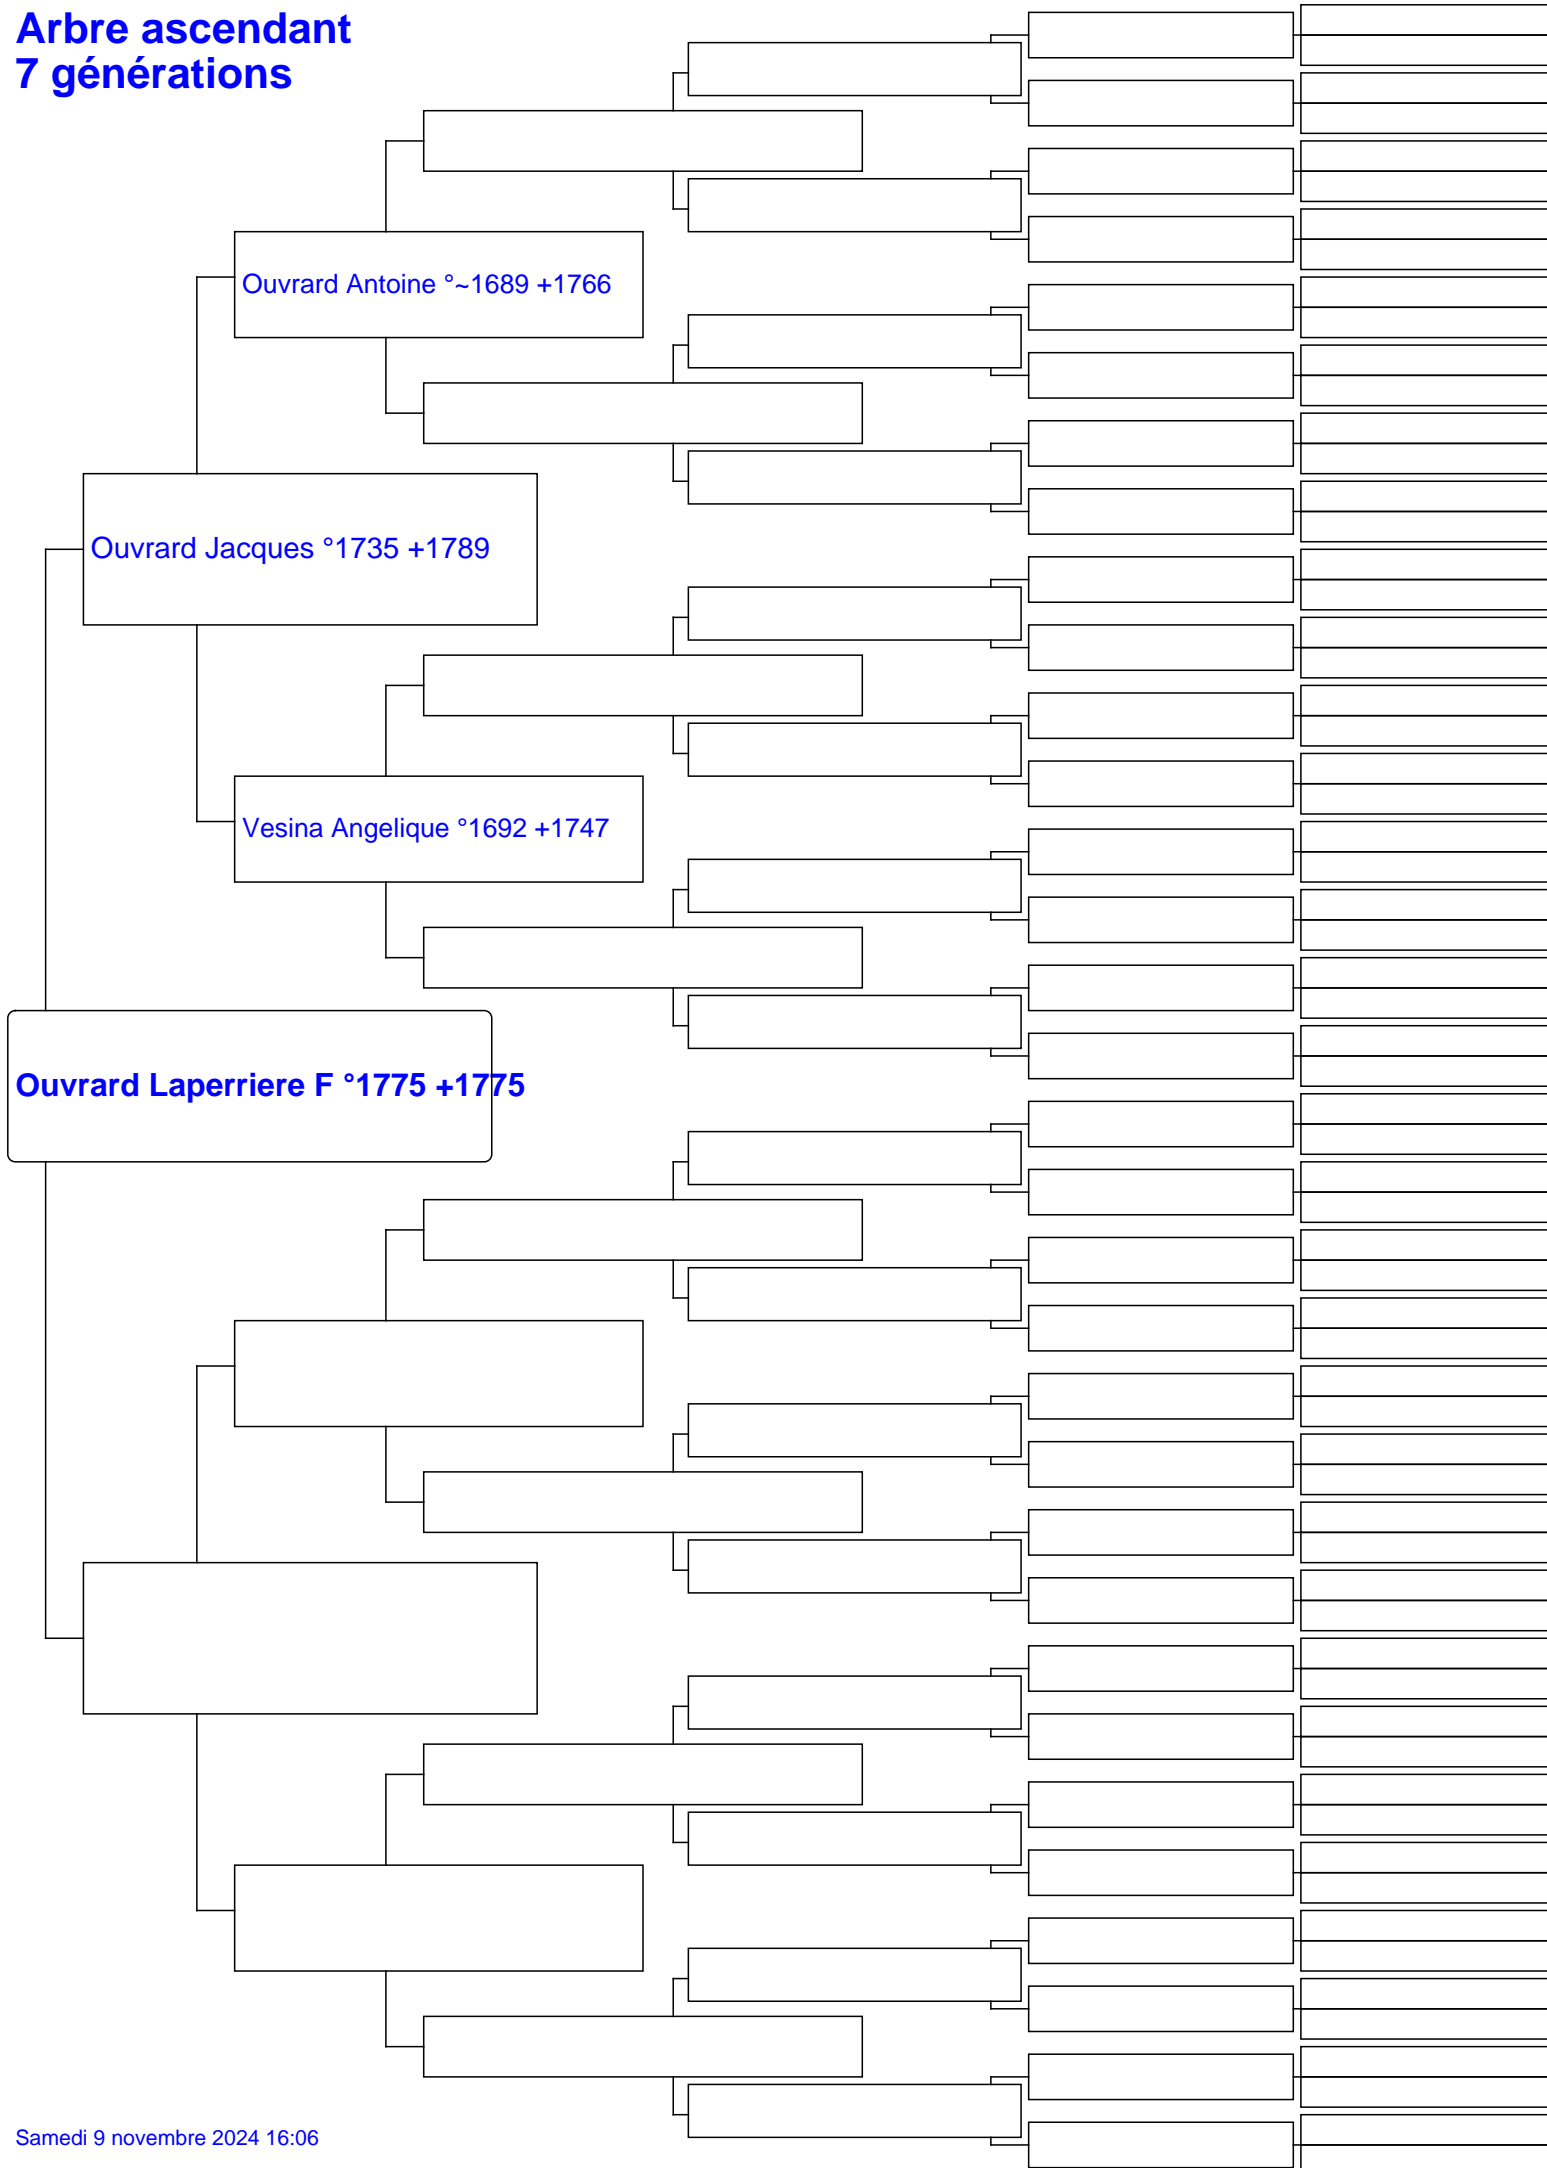 Arbre ascendant
7 générations
Ouvrard Antoine °~1689 +1766
Ouvrard Jacques °1735 +1789
Vesina Angelique °1692 +1747
Ouvrard Laperriere F °1775 +1775
Samedi 9 novembre 2024 16:06